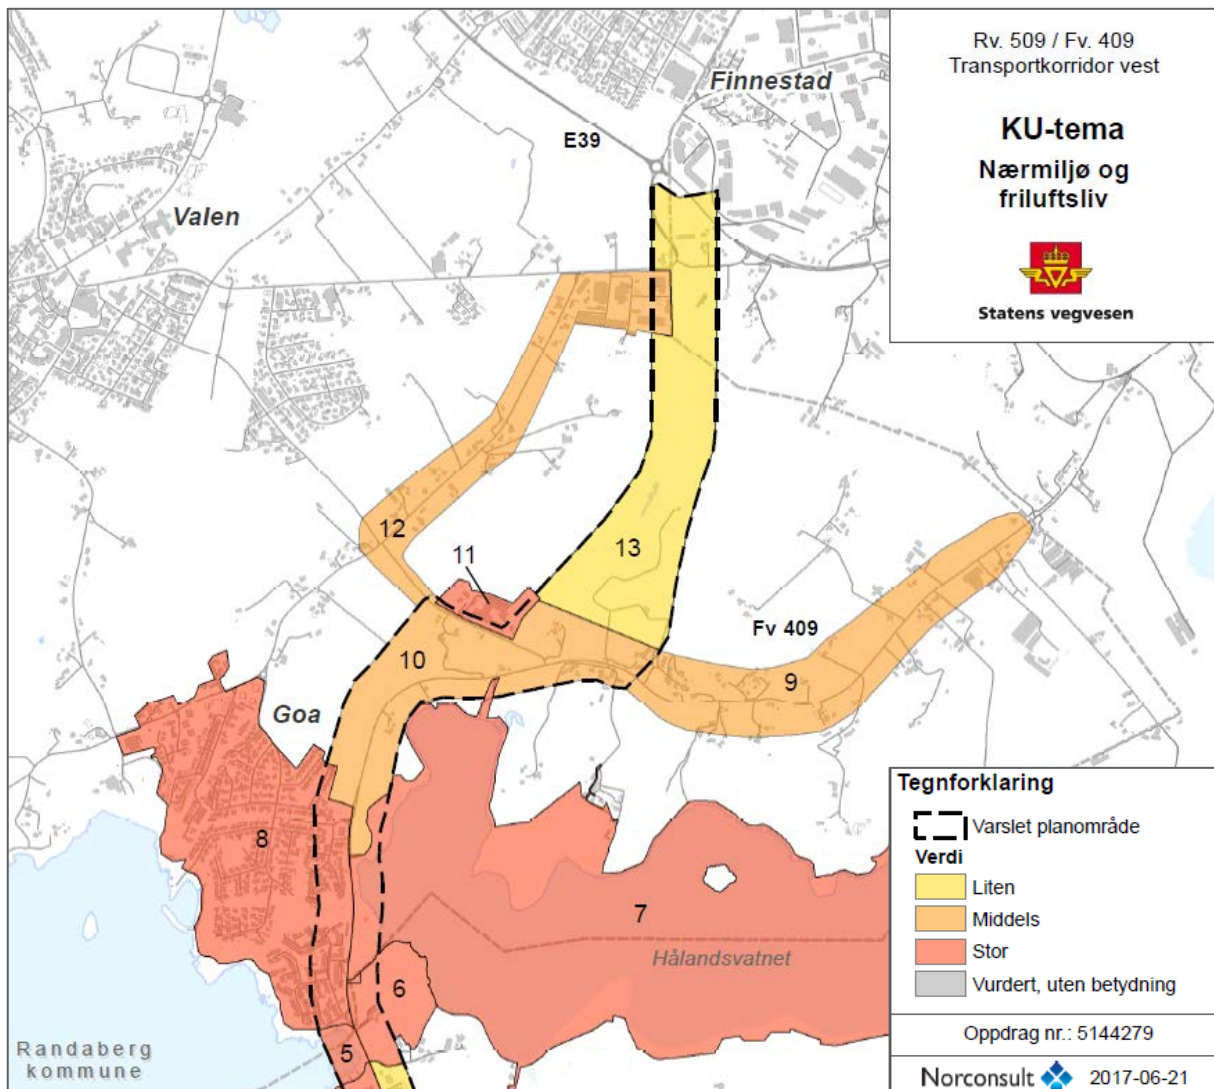 Rv. 509 / Fv. 409
Transportkorridor vest
KU-tema
Nærmiljø og
friluftsliv
Statens vegvesen
Finnestad
E39
Valen
12
11
13
Fv 409
10
9
Goa
8
7
Hålandsvatnet
6
5
Randaberg
kommune
Tegnforklaring
Varslet planområde
Verdi
Liten
Middels
Stor
Vurdert, uten betydning
Oppdrag nr.: 5144279
Norconsult 2017-06-21